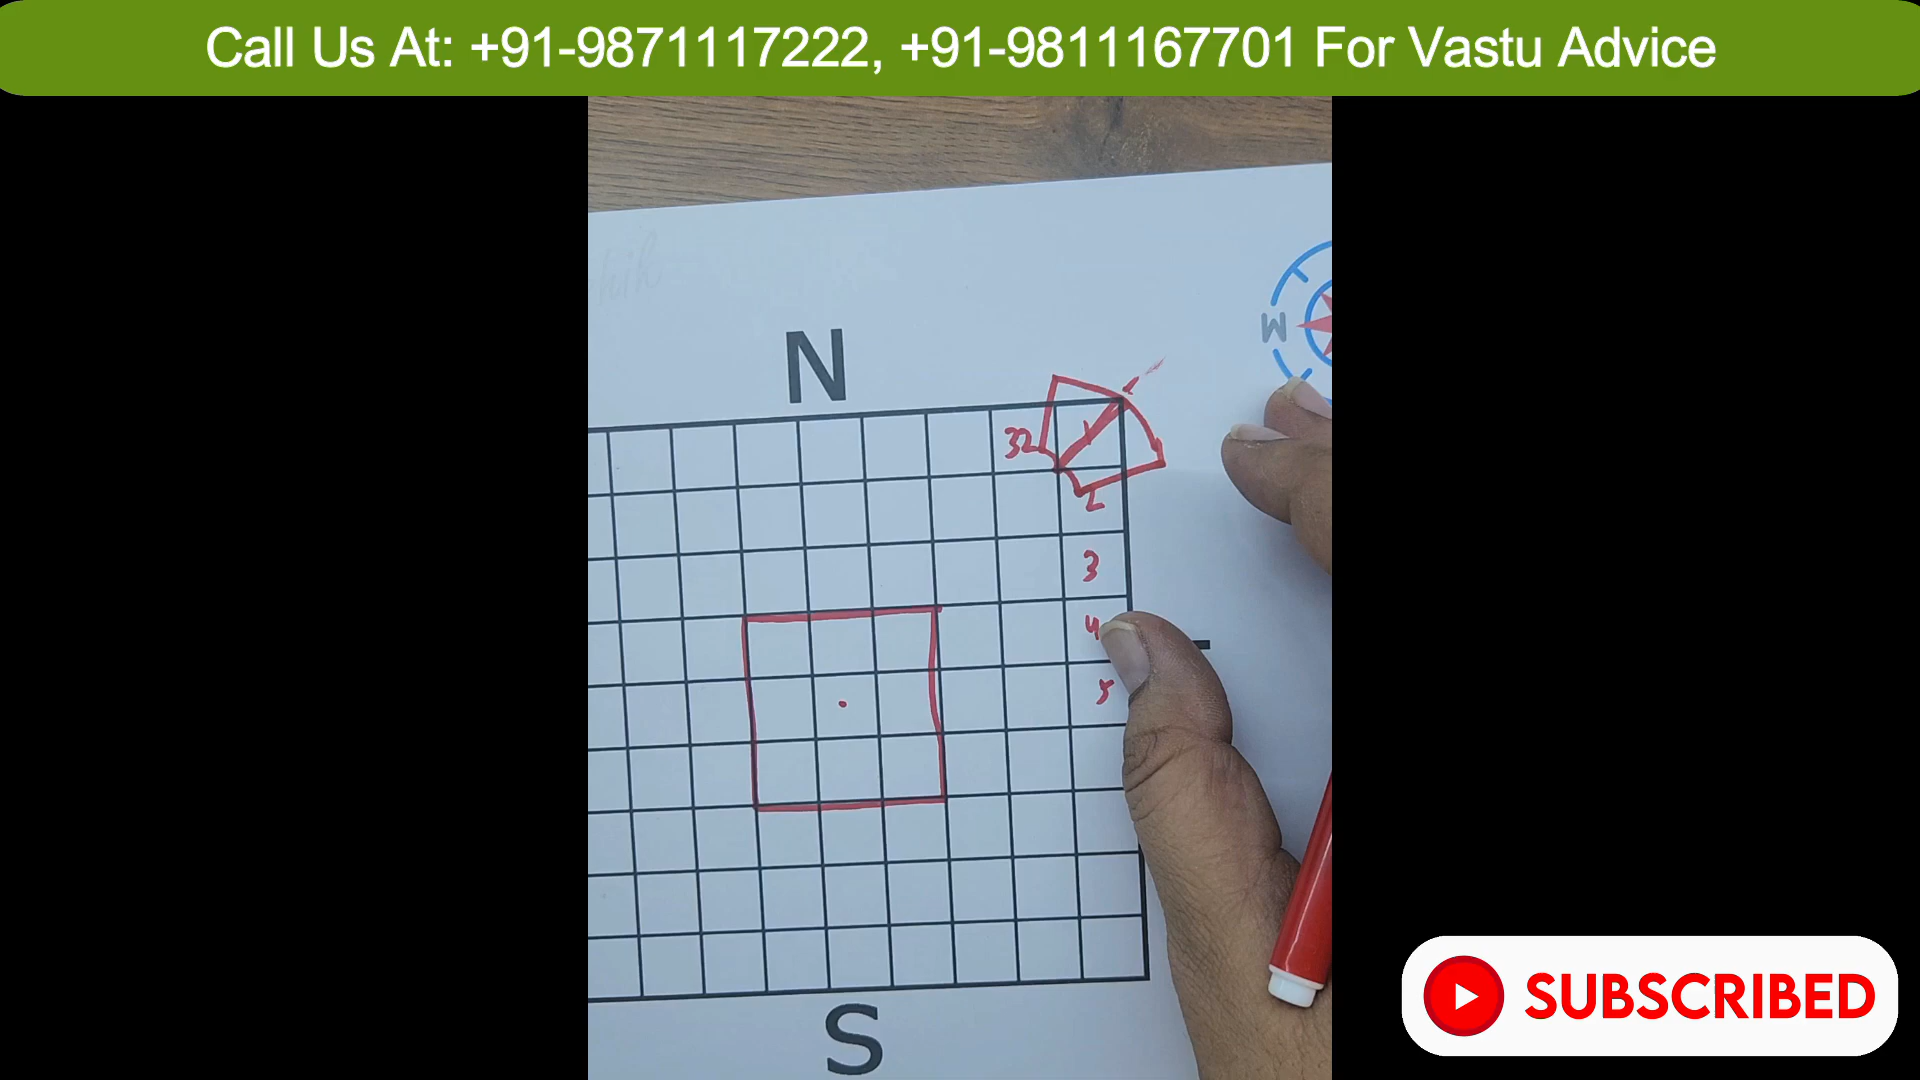 Call Us At: +91-9871117222, +91-9811167701 For Vastu Advice
N
W
32 1
2
3
4
5
S
SUBSCRIBED